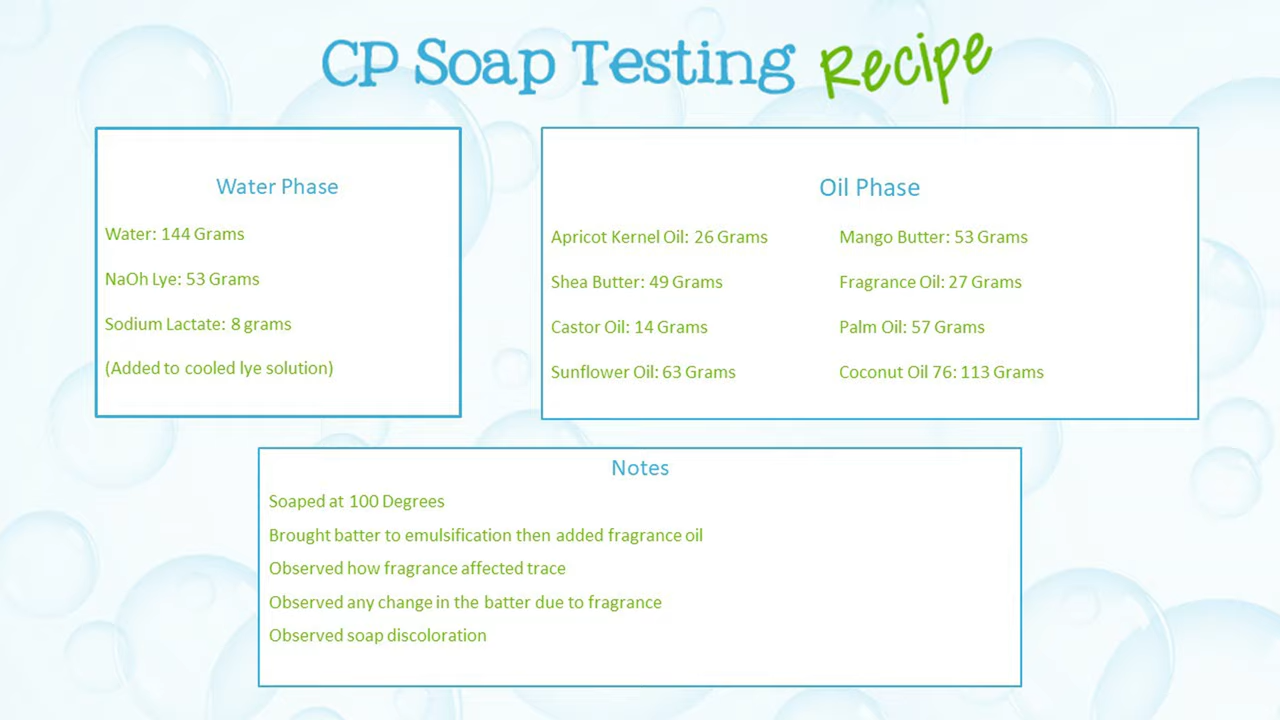 CP Soap Testing Recipe
Water Phase
Water: 144 Grams
NaOh Lye: 53 Grams
Sodium Lactate: 8 grams
(Added to cooled lye solution)
Oil Phase
Apricot Kernel Oil: 26 Grams
Shea Butter: 49 Grams
Castor Oil: 14 Grams
Sunflower Oil: 63 Grams
Mango Butter: 53 Grams
Fragrance Oil: 27 Grams
Palm Oil: 57 Grams
Coconut Oil 76: 113 Grams
Notes
Soaped at 100 Degrees
Brought batter to emulsification then added fragrance oil
Observed how fragrance affected trace
Observed any change in the batter due to fragrance
Observed soap discoloration